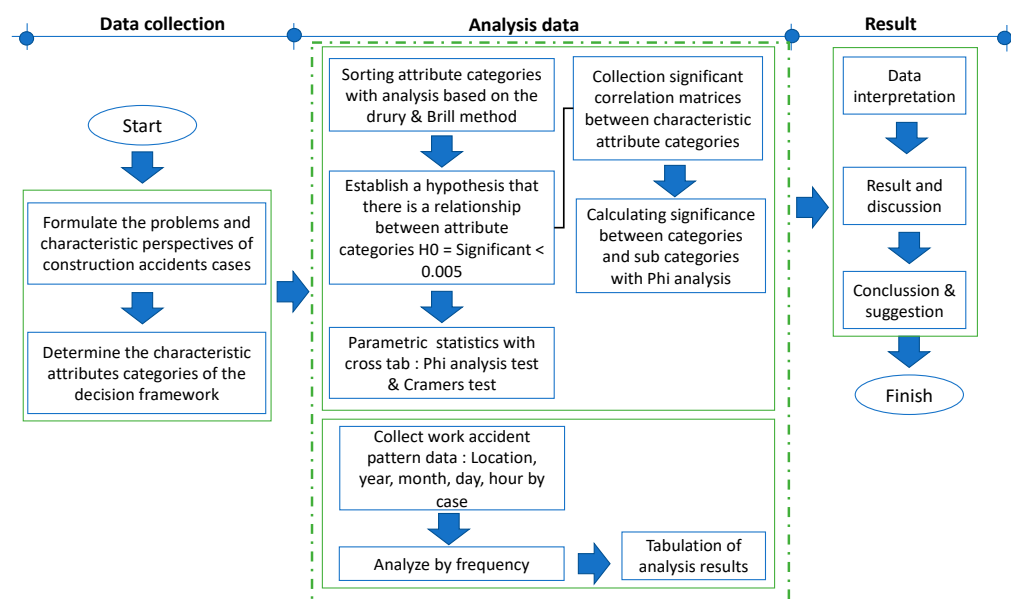 Data collection
Analysis data
Result
Start
Formulate the problems and
characteristic perspectives of
construction accidents cases
Determine the characteristic
attributes categories of the
decision framework
Sorting attribute categories
with analysis based on the
drury & Brill method
Establish a hypothesis that
there is a relationship
between attribute
categories H0 = Significant <
0.005
Parametric statistics with
cross tab : Phi analysis test
& Cramers test
Collection significant
correlation matrices
between characteristic
attribute categories
Calculating significance
between categories
and sub categories
with Phi analysis
Collect work accident
pattern data : Location,
year, month, day, hour by
case
Analyze by frequency
Tabulation of
analysis results
Data
interpretation
Result and
discussion
Conclussion &
suggestion
Finish